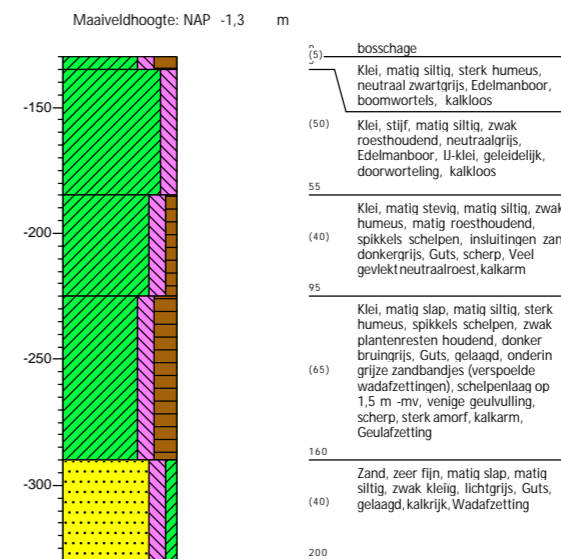 Maaiveldhoogte: NAP -1,3 m
bosschage
(5)
Klei, matig siltig, sterk humeus,
neutraal zwartgrijs, Edelmanboor,
boomwortels, kalkloos
-150
(50)
Klei, stijf, matig siltig, zwak
roesthoudend, neutraalgrijs,
Edelmanboor, IJ-klei, geleidelijk,
doorworteling, kalkloos
55
-200
(40)
Klei, matig stevig, matig siltig, zwak
humeus, matig roesthoudend,
spikkels schelpen, insluitingen zan
donkergrijs, Guts, scherp, Veel
gevlektneutraalroest, kalkarm
95
-250
(65)
Klei, matig slap, matig siltig, sterk
humeus, spikkels schelpen, zwak
plantenresten houdend, donker
bruingrijs, Guts, gelaagd, onderin
grijze zandbandjes (verspoelde
wadafzettingen), schelpenlaag op
1,5 m -mv, venige geulvulling,
scherp, sterk amorf, kalkarm,
Geulafzetting
160
-300
(40)
Zand, zeer fijn, matig slap, matig
siltig, zwak kleiig, lichtgrijs, Guts,
gelaagd, kalkrijk, Wadafzetting
200